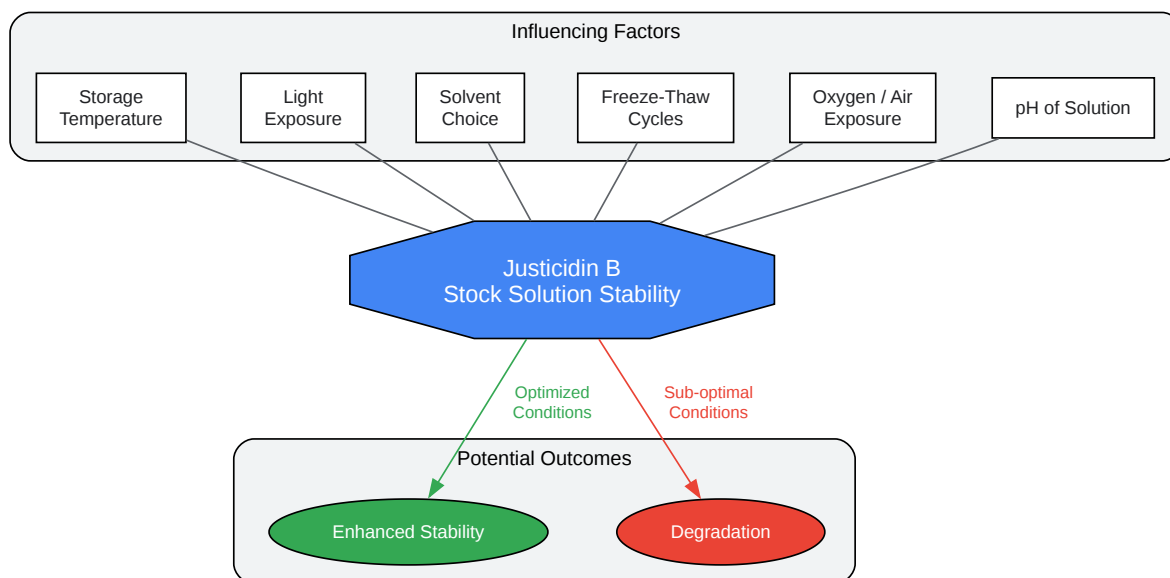 Influencing Factors
Storage
Temperature
Light
Exposure
Solvent
Choice
Freeze-Thaw
Cycles
Oxygen / Air
Exposure
pH of Solution
Justicidin B
Stock Solution Stability
Optimized
Conditions
Sub-optimal
Conditions
Potential Outcomes
Enhanced Stability
Degradation